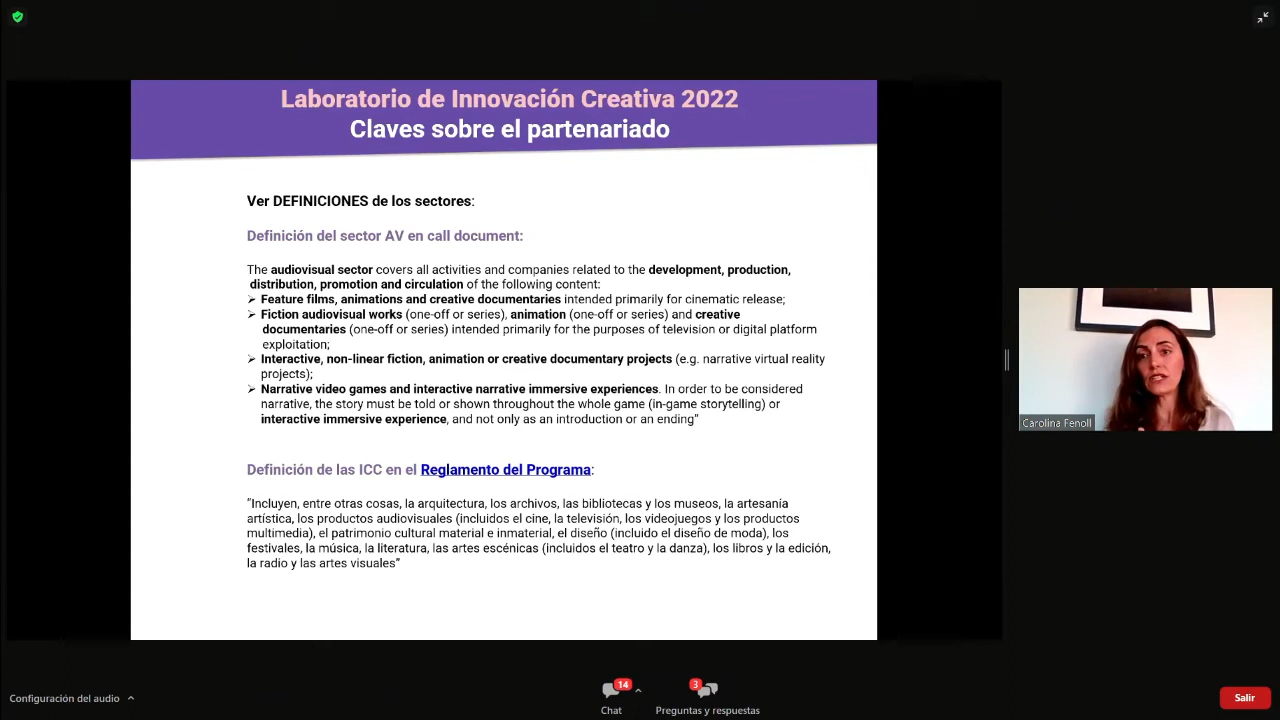 Laboratorio de Innovación Creativa 2022
Claves sobre el partenariado
Ver DEFINICIONES de los sectores:
Definición del sector AV en call document:
The audiovisual sector covers all activities and companies related to the development, production,
distribution, promotion and circulation of the following content:
➢ Feature films, animations and creative documentaries intended primarily for cinematic release;
➢ Fiction audiovisual works (one-off or series), animation (one-off or series) and creative
documentaries (one-off or series) intended primarily for the purposes of television or digital platform
exploitation;
➢ Interactive, non-linear fiction, animation or creative documentary projects (e.g. narrative virtual reality
projects);
➢ Narrative video games and interactive narrative immersive experiences. In order to be considered
narrative, the story must be told or shown throughout the whole game (in-game storytelling) or
interactive immersive experience, and not only as an introduction or an ending"
Definición de las ICC en el Reglamento del Programa:
"Incluyen, entre otras cosas, la arquitectura, los archivos, las bibliotecas y los museos, la artesanía
artística, los productos audiovisuales (incluidos el cine, la televisión, los videojuegos y los productos
multimedia), el patrimonio cultural material e inmaterial, el diseño (incluido el diseño de moda), los
festivales, la música, la literatura, las artes escénicas (incluidos el teatro y la danza), los libros y la edición,
la radio y las artes visuales"
Carolina Fenoll
Configuración del audio
14
Chat
3
Preguntas y respuestas
Salir